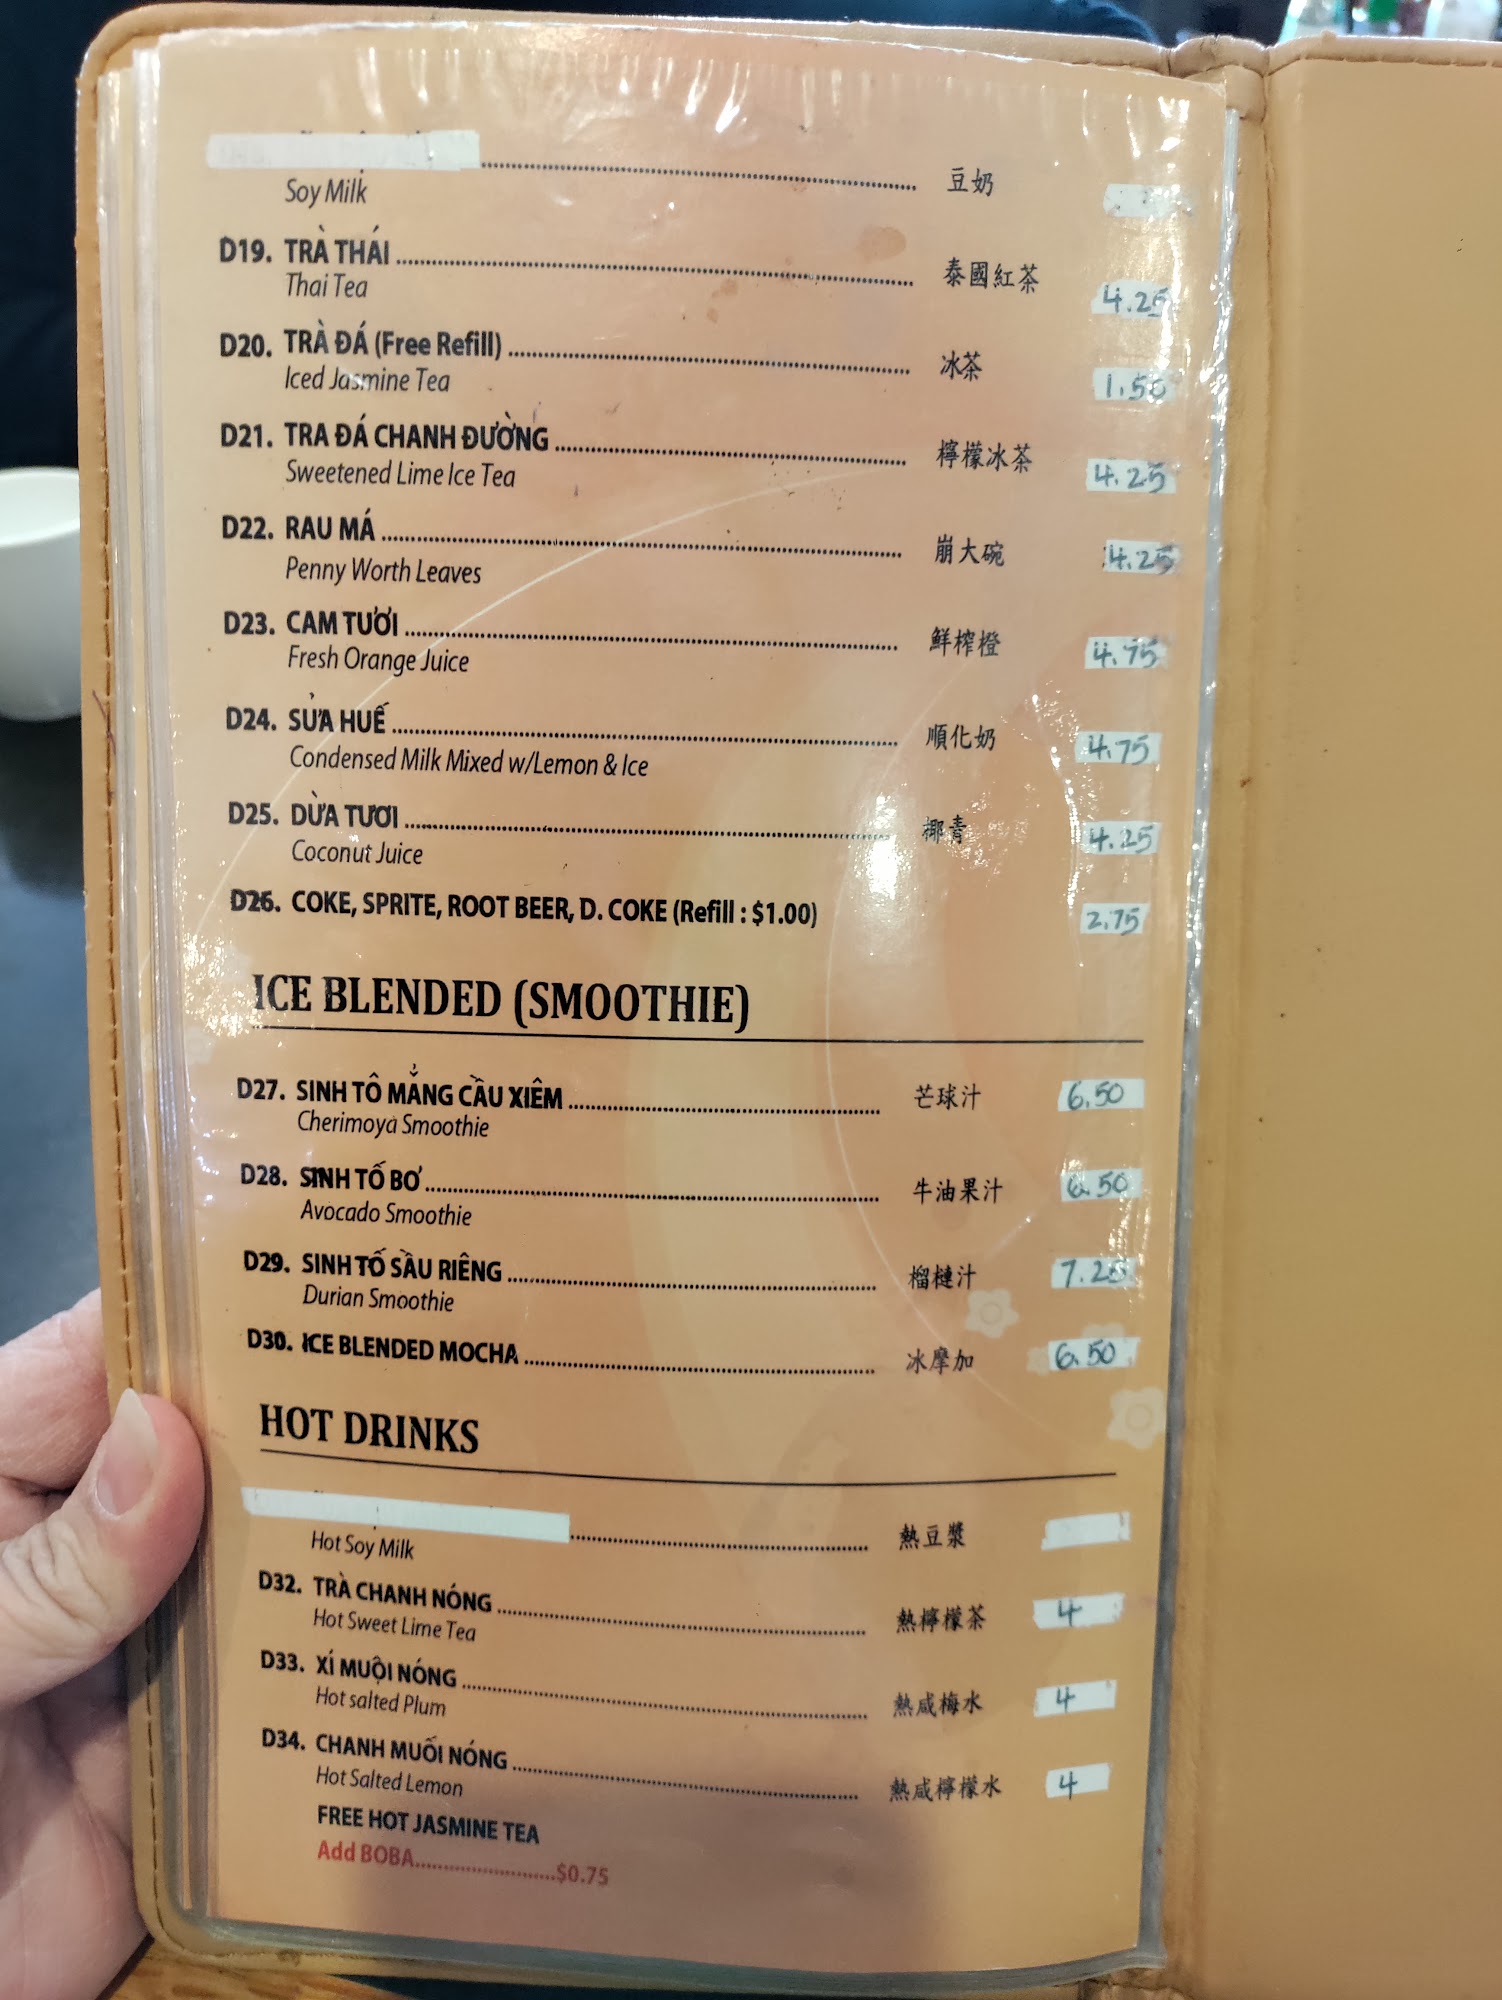 豆奶
Soy Milk
D19. TRÀ THÁI 泰國紅茶 4.25
Thai Tea
D20. TRÀ ĐÁ (Free Refill) 冰茶 1.50
Iced Jasmine Tea
D21. TRA ĐÁ CHANH ĐƯỜNG 檸檬冰茶 4.25
Sweetened Lime Ice Tea
D22. RAU MÁ 崩大碗 4.25
Penny Worth Leaves
D23. CAM TƯƠI 鮮榨橙 4.75
Fresh Orange Juice
D24. SỬA HUẾ 順化奶 4.75
Condensed Milk Mixed w/Lemon & Ice
D25. DỪA TƯƠI 椰青 4.25
Coconut Juice
D26. COKE, SPRITE, ROOT BEER, D. COKE (Refill : $1.00) 2.75
ICE BLENDED (SMOOTHIE)
D27. SINH TÔ MẲNG CẦU XIÊM 芒球汁 6.50
Cherimoya Smoothie
D28. SINH TỐ BƠ 牛油果汁 6.50
Avocado Smoothie
D29. SINH TỐ SẦU RIÊNG 榴槤汁 7.25
Durian Smoothie
D30. ICE BLENDED MOCHA 冰摩加 6.50
HOT DRINKS
熱豆漿
Hot Soy Milk
D32. TRÀ CHANH NÓNG 熱檸檬茶 4
Hot Sweet Lime Tea
D33. XÍ MUỘI NÓNG 熱咸梅水 4
Hot salted Plum
D34. CHANH MUỐI NÓNG 熱咸檸檬水 4
Hot Salted Lemon
FREE HOT JASMINE TEA
Add BOBA.........................$0.75